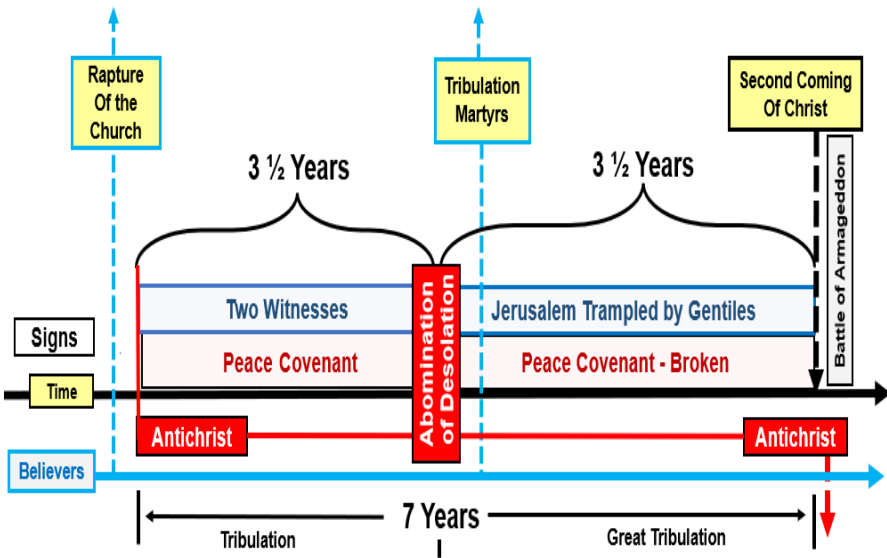 Rapture
Of the
Church
Tribulation
Martyrs
Second Coming
Of Christ
3 ½ Years
3 ½ Years
Battle of Armageddon
Two Witnesses
Jerusalem Trampled by Gentiles
Abomination
of Desolation
Signs
Peace Covenant
Peace Covenant - Broken
Time
Antichrist
Antichrist
Believers
7 Years
Tribulation
Great Tribulation